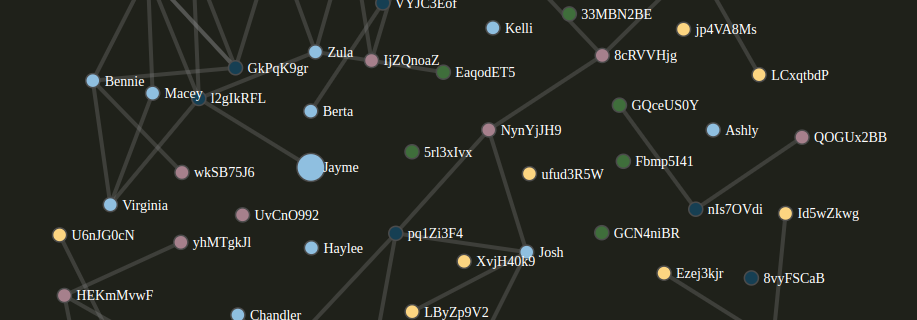 VYJC3Eof
33MBN2BE
Kelli
jp4VA8Ms
Zula
8cRVVHjg
IjZQnoaZ
GkPqK9gr
EaqodET5
LCxqtbdP
Bennie
Macey
l2gIkRFL
GQceUS0Y
Berta
NynYjJH9
Ashly
QOGUx2BB
5rl3xIvx
Fbmp5I41
Jayme
wkSB75J6
ufud3R5W
Virginia
nIs7OVdi
UvCnO992
Id5wZkwg
U6nJG0cN
pq1Zi3F4
GCN4niBR
yhMTgkJl
Haylee
Josh
XvjH40k9
Ezej3kjr
8vyFSCaB
HEKmMvwF
LByZp9V2
Chandler